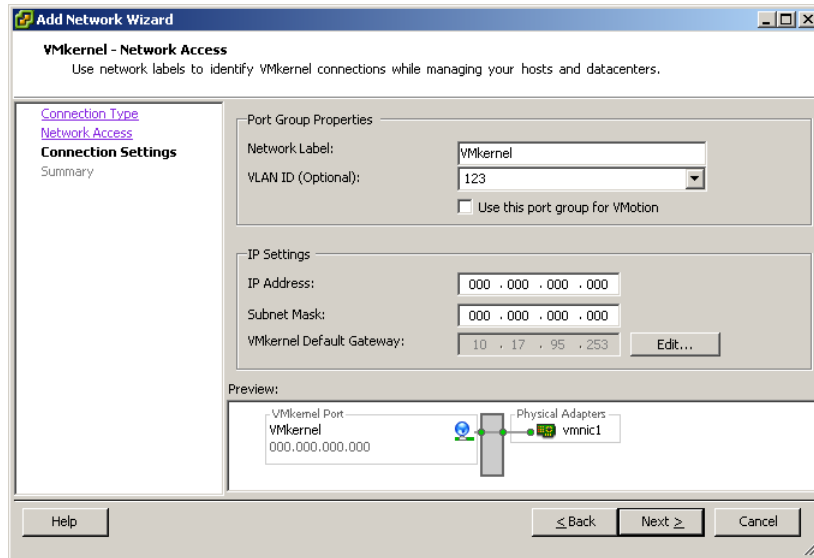 Add Network Wizard
VMkernel - Network Access
Use network labels to identify VMkernel connections while managing your hosts and datacenters.
Connection Type
Network Access
Connection Settings
Summary
Port Group Properties
Network Label:
VMkernel
VLAN ID (Optional):
123
Use this port group for VMotion
IP Settings
IP Address:
000 . 000 . 000 . 000
Subnet Mask:
000 . 000 . 000 . 000
VMkernel Default Gateway:
10 . 17 . 95 . 253
Edit...
Preview:
VMkernel Port
VMkernel
000.000.000.000
Physical Adapters
vmnic1
Help
< Back
Next >
Cancel